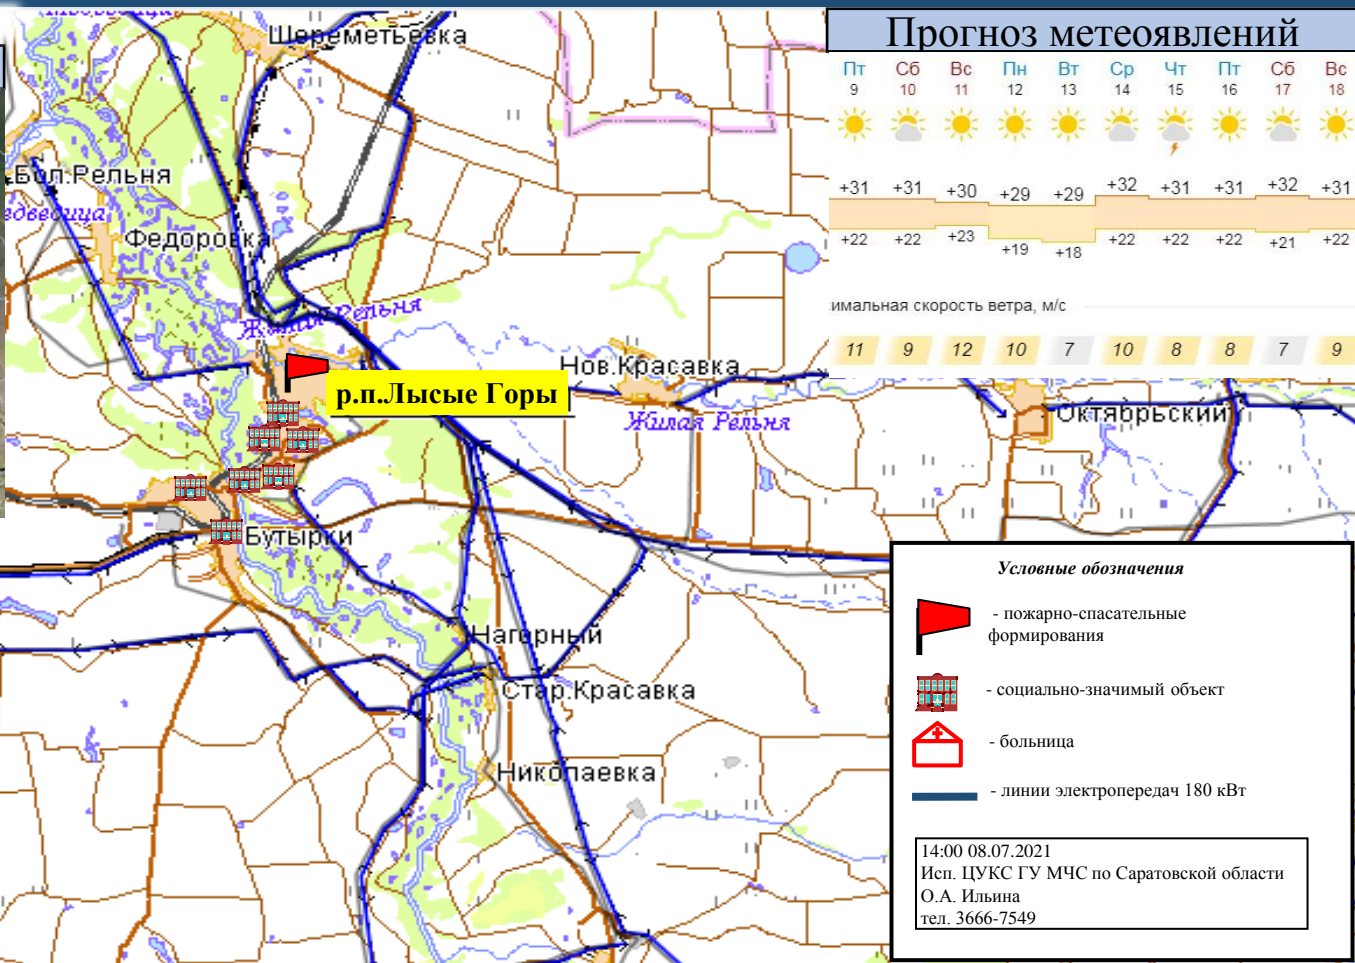 Прогноз метеоявлений
Пт Сб Вс Пн Вт Ср Чт Пт Сб Вс
9 10 11 12 13 14 15 16 17 18
+31 +31 +30 +29 +29 +32 +31 +31 +32 +31
+22 +22 +23 +19 +18 +22 +22 +22 +21 +22
имальная скорость ветра, м/с
11 9 12 10 7 10 8 8 7 9
Шереметьевка
Бол.Рельня
Федоровка
Жилая Рельня
р.п.Лысые Горы
Нов.Красавка
Жилая Рельня
Октябрьский
Бутырки
Нагорный
Стар.Красавка
Николаевка
Условные обозначения
- пожарно-спасательные
формирования
- социально-значимый объект
- больница
- линии электропередач 180 кВт
14:00 08.07.2021
Исп. ЦУКС ГУ МЧС по Саратовской области
О.А. Ильина
тел. 3666-7549